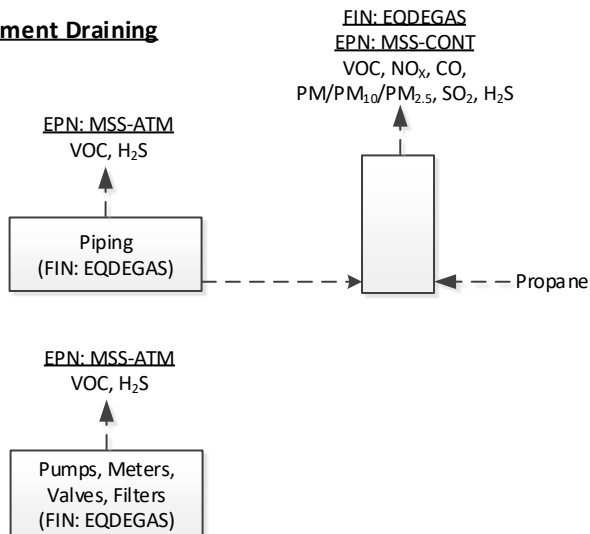 ment Draining
FIN: EQDEGAS
EPN: MSS-CONT
VOC, NOX, CO,
PM/PM10/PM2.5, SO2, H2S
EPN: MSS-ATM
VOC, H2S
Piping
(FIN: EQDEGAS)
Propane
EPN: MSS-ATM
VOC, H2S
Pumps, Meters,
Valves, Filters
(FIN: EQDEGAS)